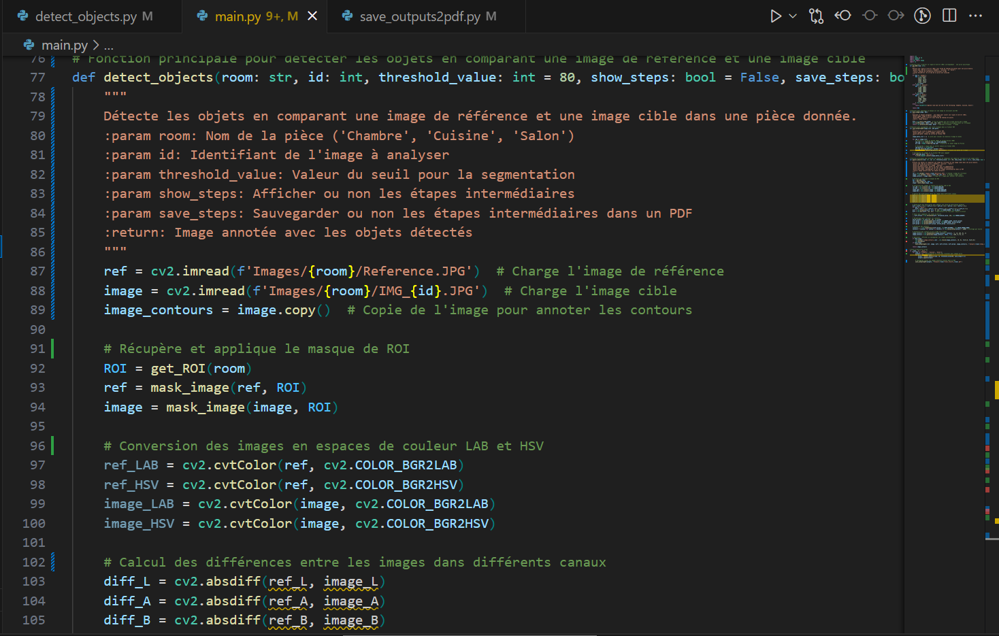 detect_objects.py M
main.py 9+, M
save_outputs2pdf.py M
main.py > ...
76 # Fonction principale pour détecter les objets en comparant une image de référence et une image cible
77 def detect_objects(room: str, id: int, threshold_value: int = 80, show_steps: bool = False, save_steps: bo
78 """
79 Détecte les objets en comparant une image de référence et une image cible dans une pièce donnée.
80 :param room: Nom de la pièce ('Chambre', 'Cuisine', 'Salon')
81 :param id: Identifiant de l'image à analyser
82 :param threshold_value: Valeur du seuil pour la segmentation
83 :param show_steps: Afficher ou non les étapes intermédiaires
84 :param save_steps: Sauvegarder ou non les étapes intermédiaires dans un PDF
85 :return: Image annotée avec les objets détectés
86 """
87 ref = cv2.imread(f'Images/{room}/Reference.JPG')  # Charge l'image de référence
88 image = cv2.imread(f'Images/{room}/IMG_{id}.JPG')  # Charge l'image cible
89 image_contours = image.copy()  # Copie de l'image pour annoter les contours
90
91 # Récupère et applique le masque de ROI
92 ROI = get_ROI(room)
93 ref = mask_image(ref, ROI)
94 image = mask_image(image, ROI)
95
96 # Conversion des images en espaces de couleur LAB et HSV
97 ref_LAB = cv2.cvtColor(ref, cv2.COLOR_BGR2LAB)
98 ref_HSV = cv2.cvtColor(ref, cv2.COLOR_BGR2HSV)
99 image_LAB = cv2.cvtColor(image, cv2.COLOR_BGR2LAB)
100 image_HSV = cv2.cvtColor(image, cv2.COLOR_BGR2HSV)
101
102 # Calcul des différences entre les images dans différents canaux
103 diff_L = cv2.absdiff(ref_L, image_L)
104 diff_A = cv2.absdiff(ref_A, image_A)
105 diff_B = cv2.absdiff(ref_B, image_B)